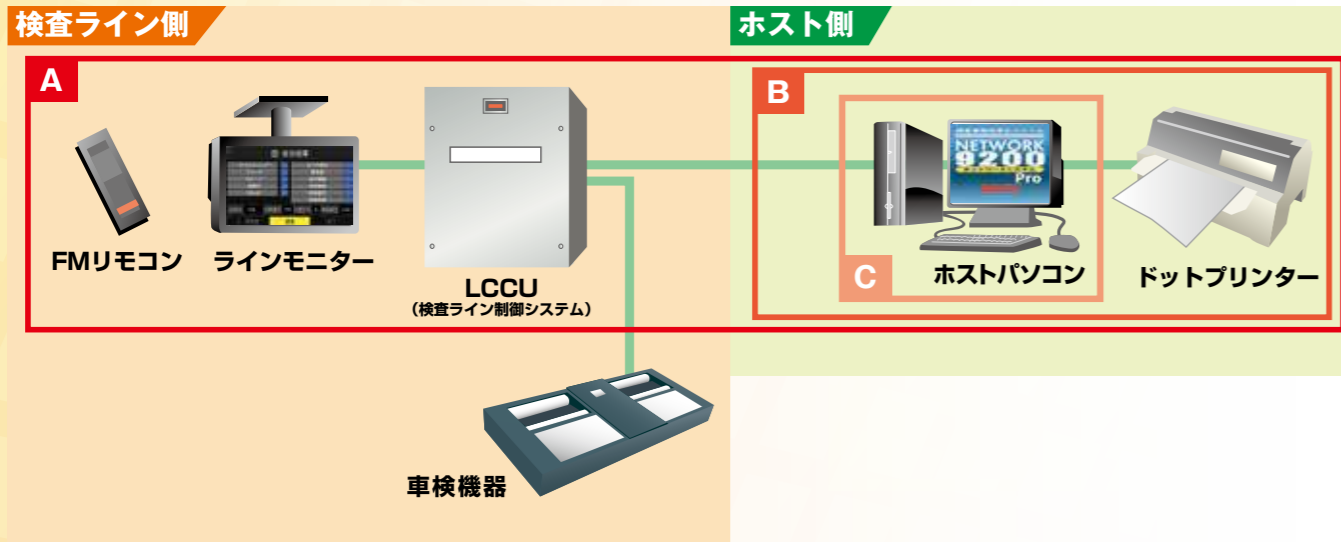 検査ライン側
ホスト側
A
B
C
FMリモコン
ラインモニター
LCCU
(検査ライン制御システム)
NETWORK
9200
Pro
ホストパソコン
ドットプリンター
車検機器